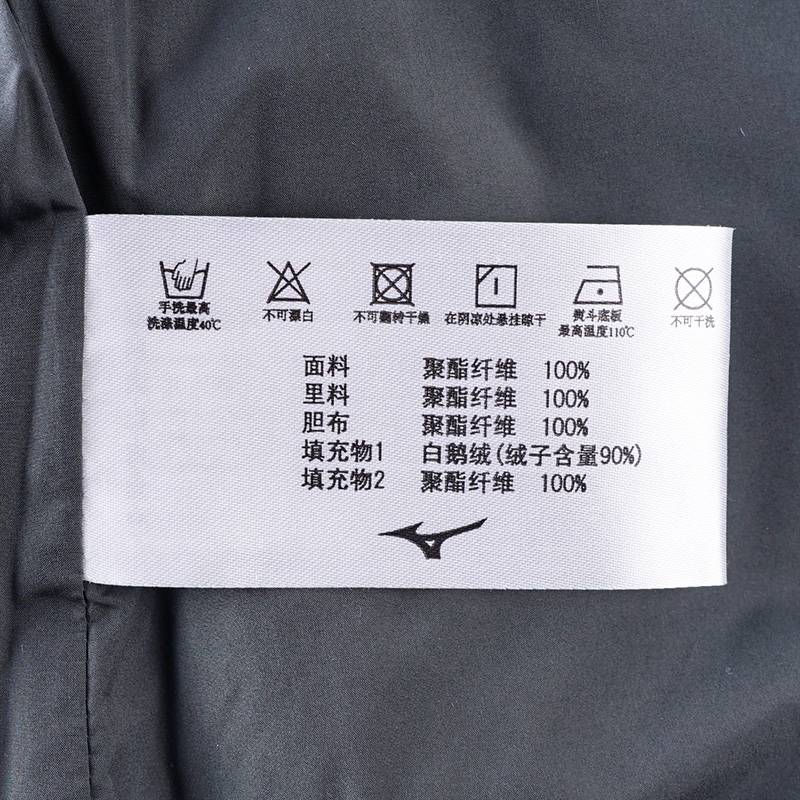 手洗最高
洗涤温度40℃
不可漂白
不可翻转干燥
在阴凉处悬挂晾干
熨斗底板
最高温度110℃
不可干洗
面料 聚酯纤维 100%
里料 聚酯纤维 100%
胆布 聚酯纤维 100%
填充物1 白鹅绒(绒子含量90%)
填充物2 聚酯纤维 100%